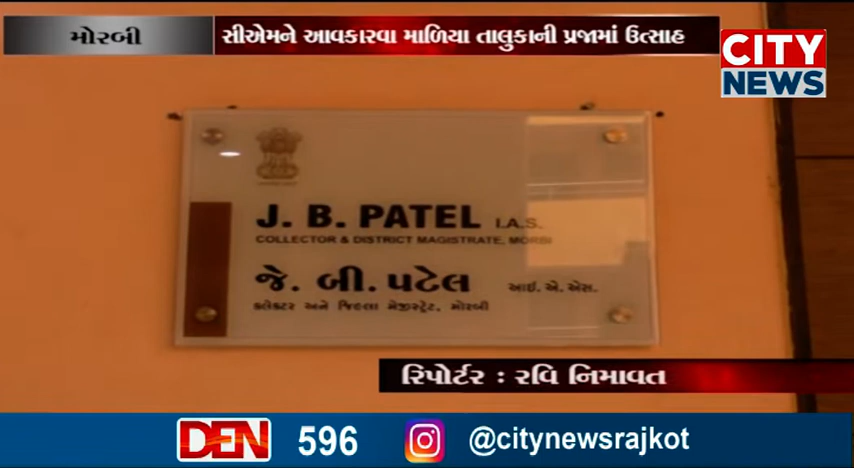 મોરબી
સીએમને આવકારવા માળિયા તાલુકાની પ્રજામાં ઉત્સાહ
CITY
NEWS
J. B. PATEL I.A.S.
COLLECTOR & DISTRICT MAGISTRATE, MORBI
જે. બી. પટેલ આઈ. એ. એસ.
કલેકટર અને જિલ્લા મેજીસ્ટ્રેટ, મોરબી
રિપોર્ટર : રવિ નિમાવત
DEN 596 @citynewsrajkot